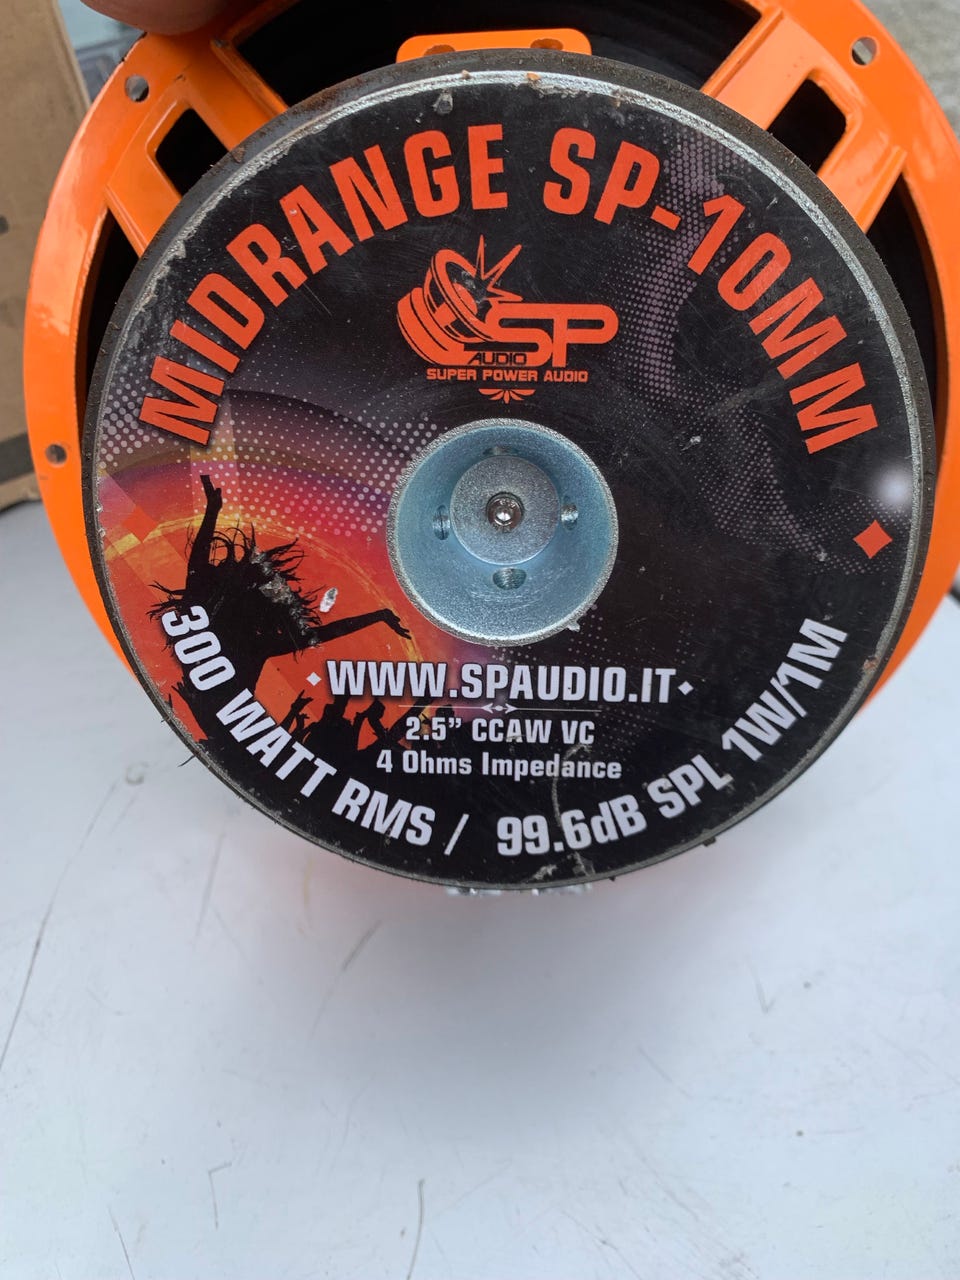 MIDRANGE SP-10MM
SP
AUDIO
SUPER POWER AUDIO
WWW.SPAUDIO.IT
2.5” CCAW VC
4 Ohms Impedance
300 WATT RMS / 99.6dB SPL 1W/1M